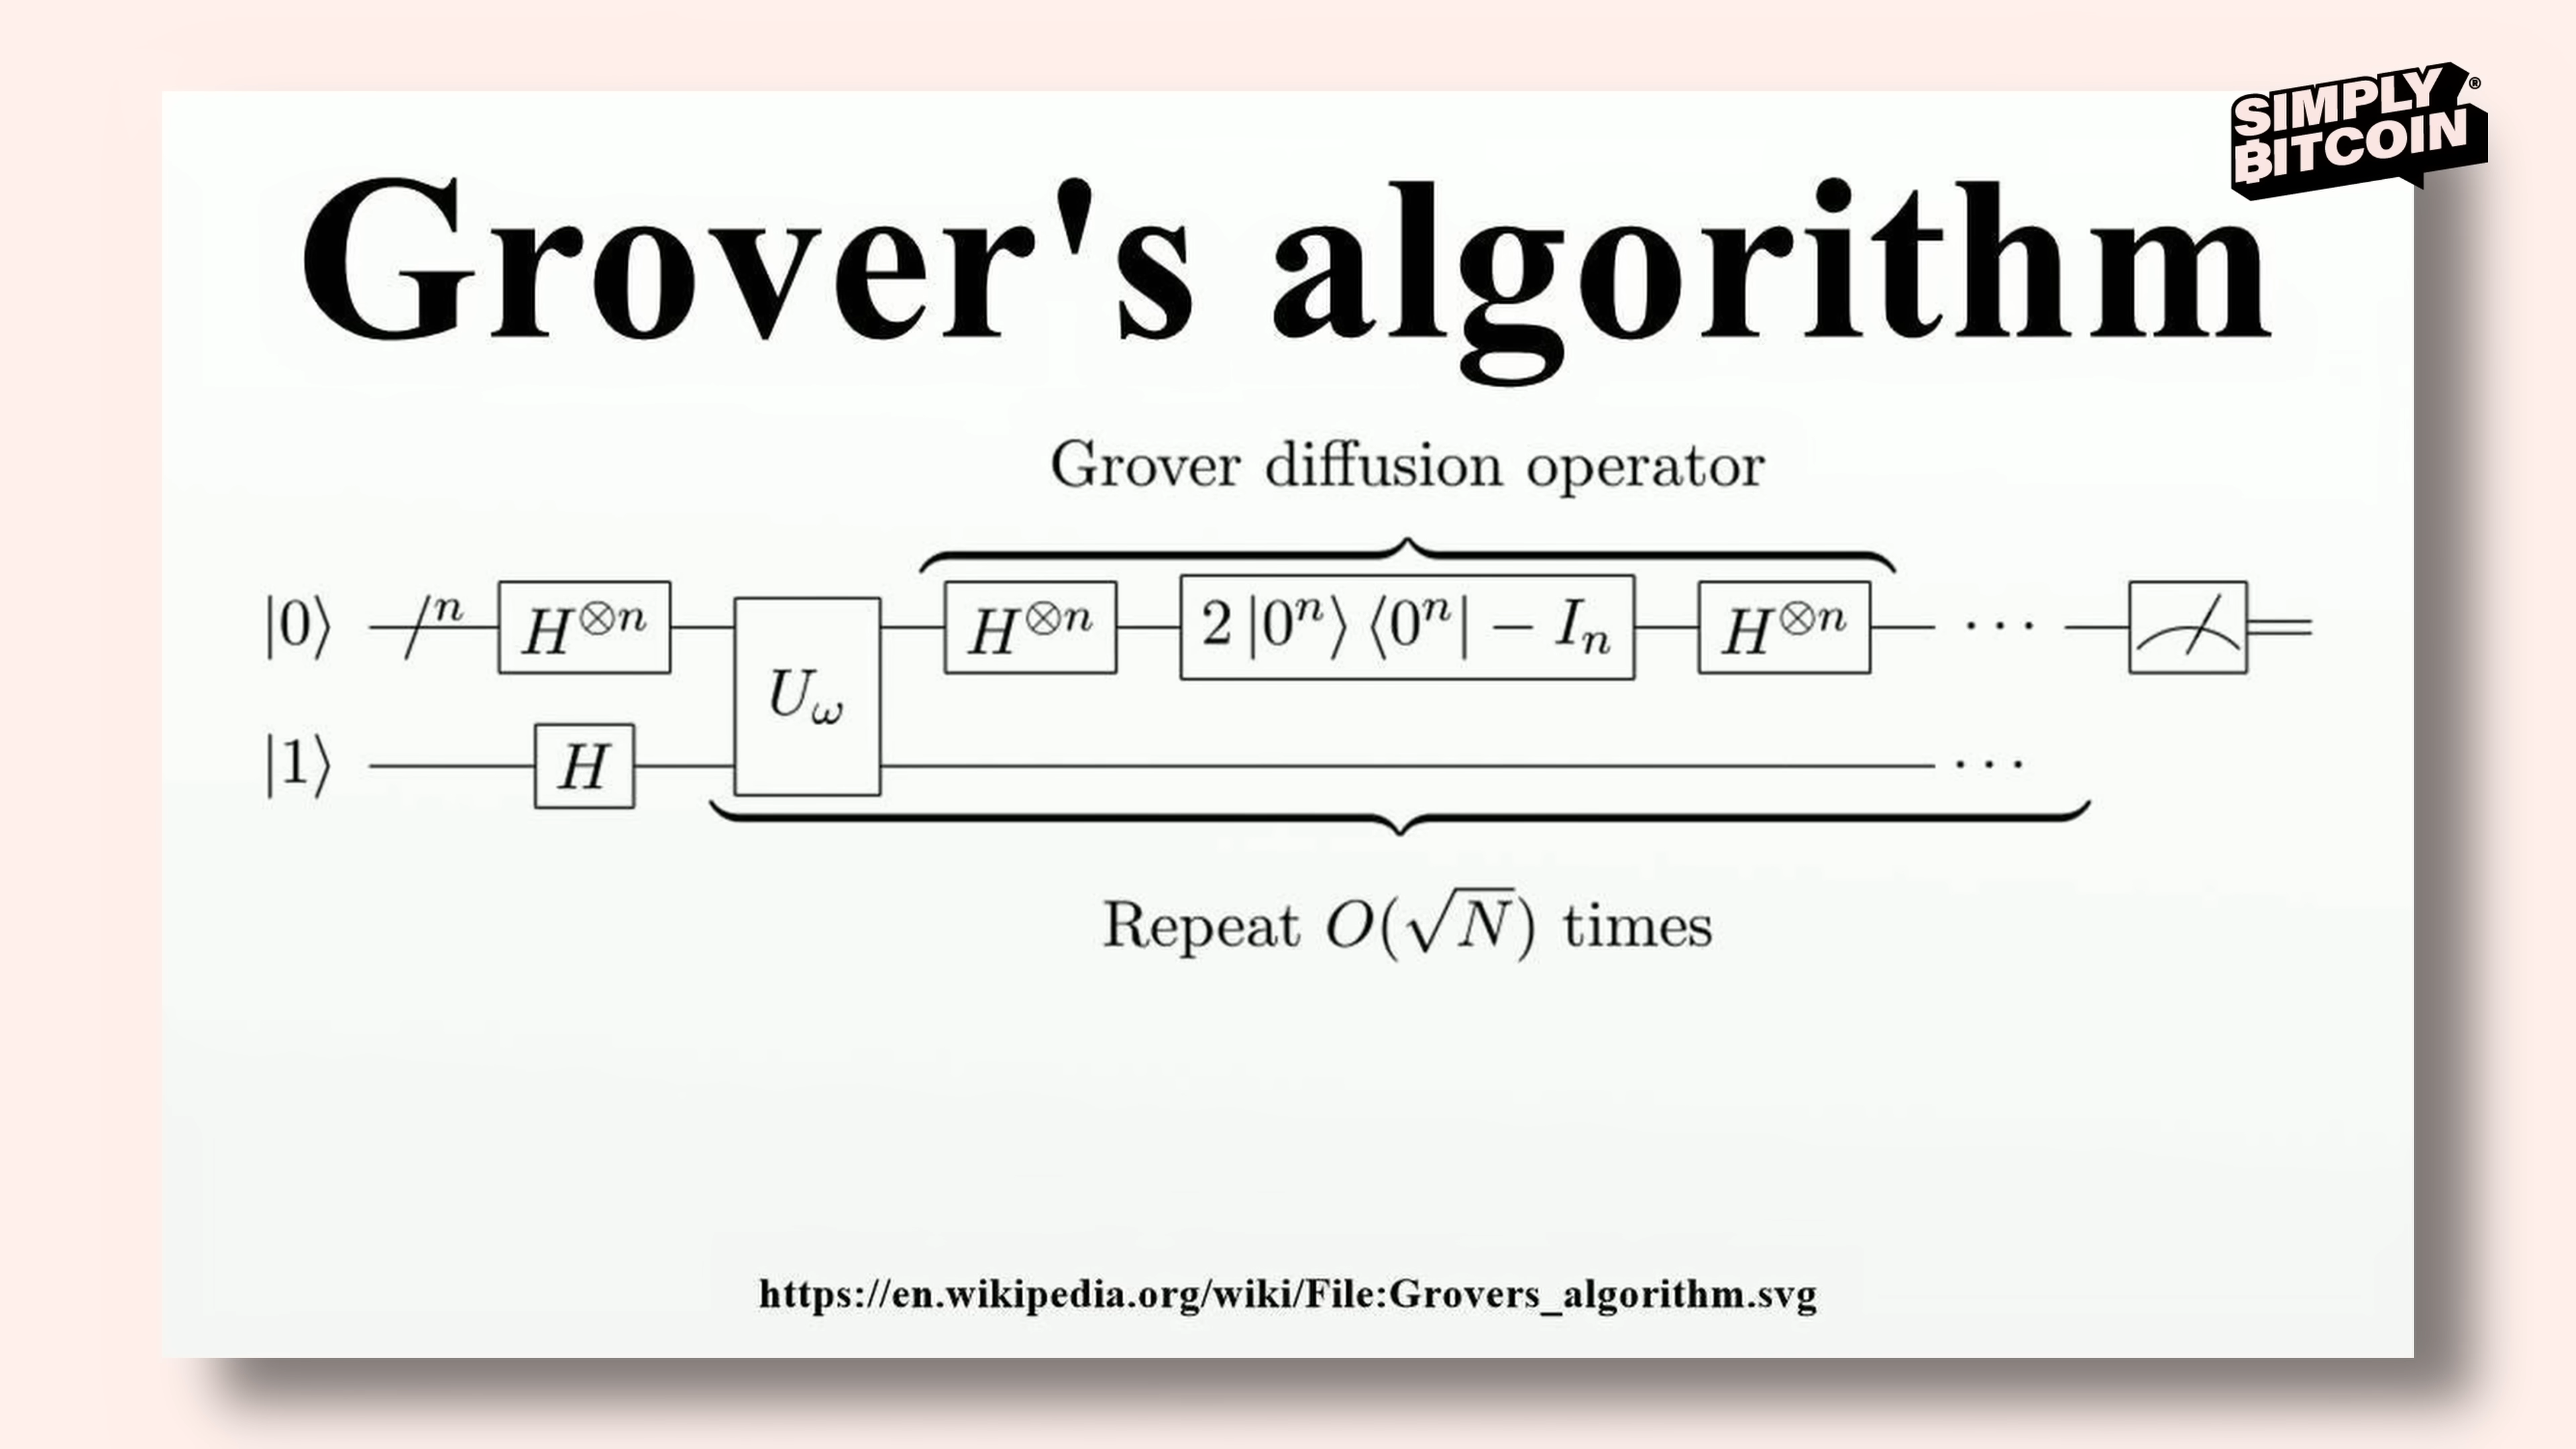 SIMPLY
BITCOIN
®
Grover's algorithm
Grover diffusion operator
|0⟩ /n H⊗n Uω H⊗n 2|0ⁿ⟩⟨0ⁿ| − Iₙ H⊗n ···
|1⟩ H ···
Repeat O(√N) times
https://en.wikipedia.org/wiki/File:Grovers_algorithm.svg